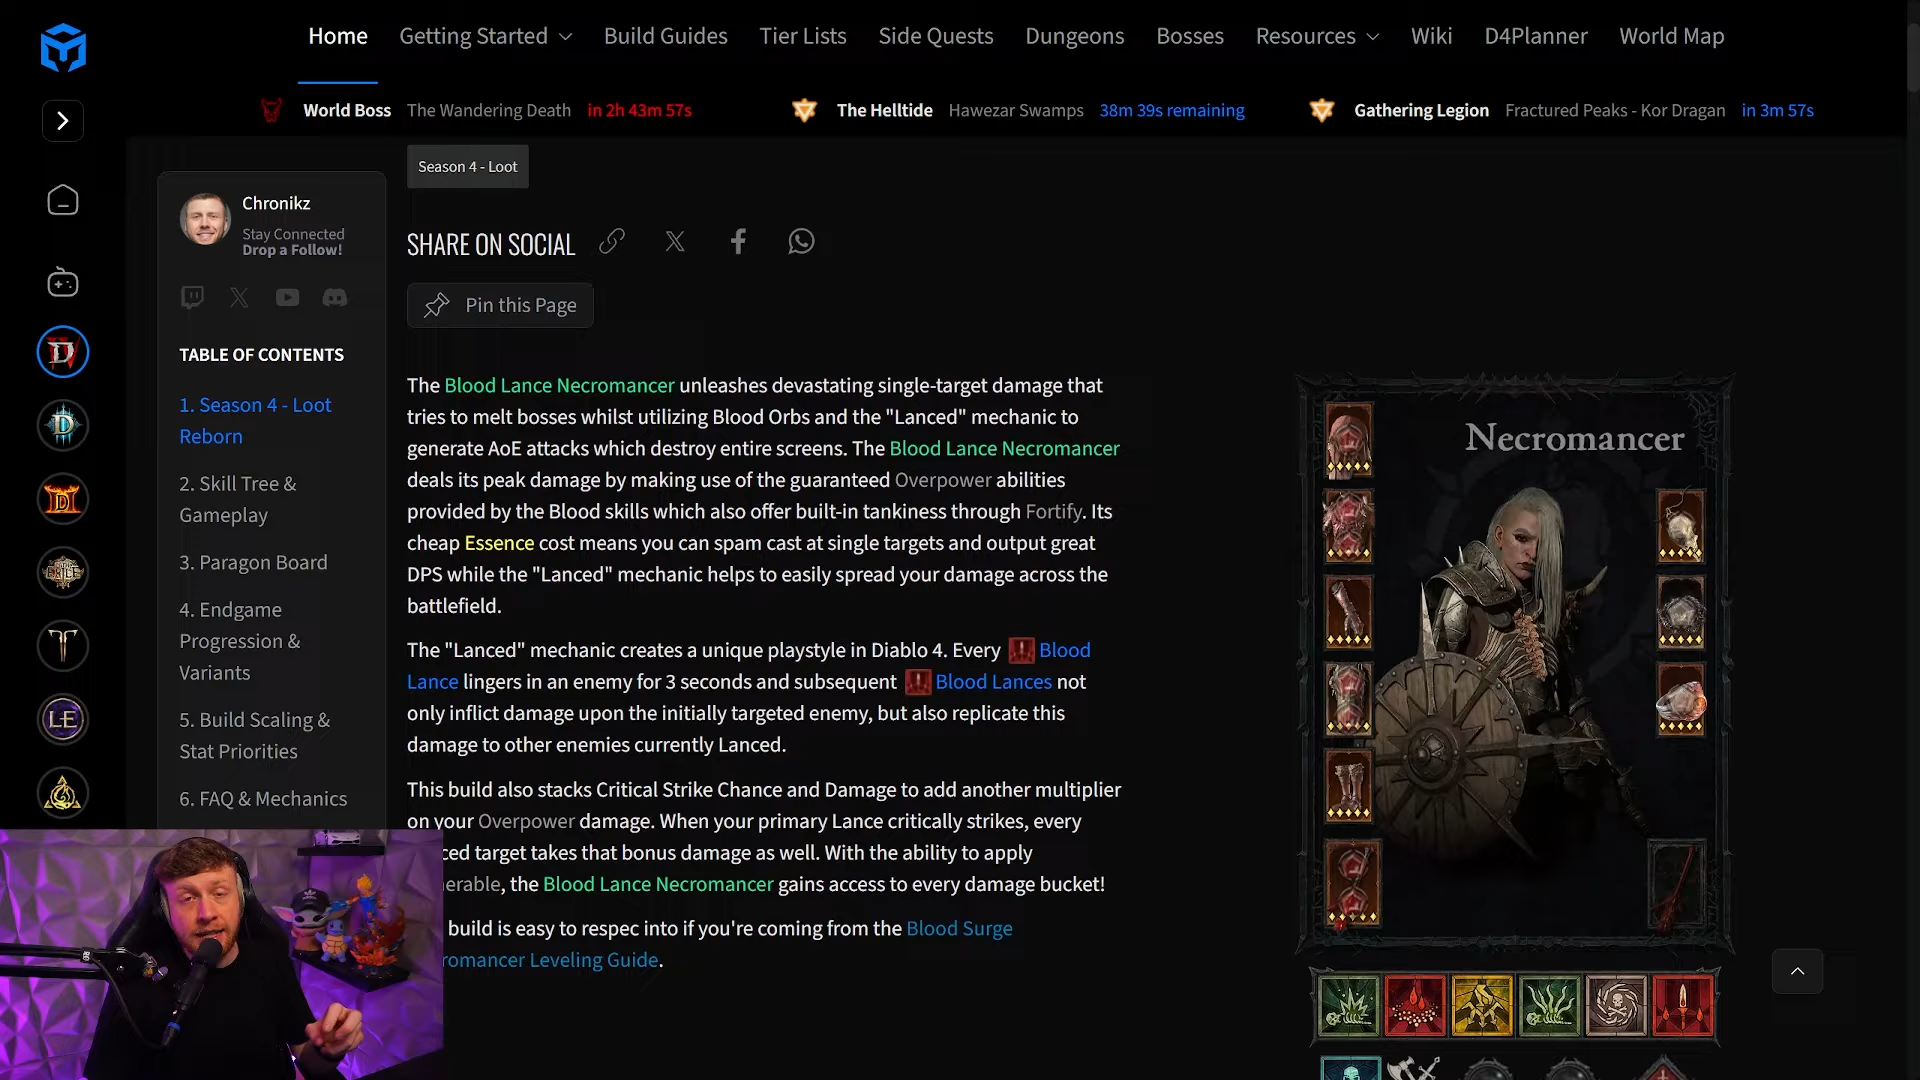 Home
Getting Started
Build Guides
Tier Lists
Side Quests
Dungeons
Bosses
Resources
Wiki
D4Planner
World Map
World Boss The Wandering Death in 2h 43m 57s
The Helltide Hawezar Swamps 38m 39s remaining
Gathering Legion Fractured Peaks - Kor Dragan in 3m 57s
Season 4 - Loot
Chronikz
Stay Connected
Drop a Follow!
TABLE OF CONTENTS
1. Season 4 - Loot
Reborn
2. Skill Tree &
Gameplay
3. Paragon Board
4. Endgame
Progression &
Variants
5. Build Scaling &
Stat Priorities
6. FAQ & Mechanics
SHARE ON SOCIAL
Pin this Page
The Blood Lance Necromancer unleashes devastating single-target damage that
tries to melt bosses whilst utilizing Blood Orbs and the "Lanced" mechanic to
generate AoE attacks which destroy entire screens. The Blood Lance Necromancer
deals its peak damage by making use of the guaranteed Overpower abilities
provided by the Blood skills which also offer built-in tankiness through Fortify. Its
cheap Essence cost means you can spam cast at single targets and output great
DPS while the "Lanced" mechanic helps to easily spread your damage across the
battlefield.
The "Lanced" mechanic creates a unique playstyle in Diablo 4. Every Blood
Lance lingers in an enemy for 3 seconds and subsequent Blood Lances not
only inflict damage upon the initially targeted enemy, but also replicate this
damage to other enemies currently Lanced.
This build also stacks Critical Strike Chance and Damage to add another multiplier
on your Overpower damage. When your primary Lance critically strikes, every
ced target takes that bonus damage as well. With the ability to apply
erable, the Blood Lance Necromancer gains access to every damage bucket!
build is easy to respec into if you're coming from the Blood Surge
romancer Leveling Guide.
Necromancer
LE